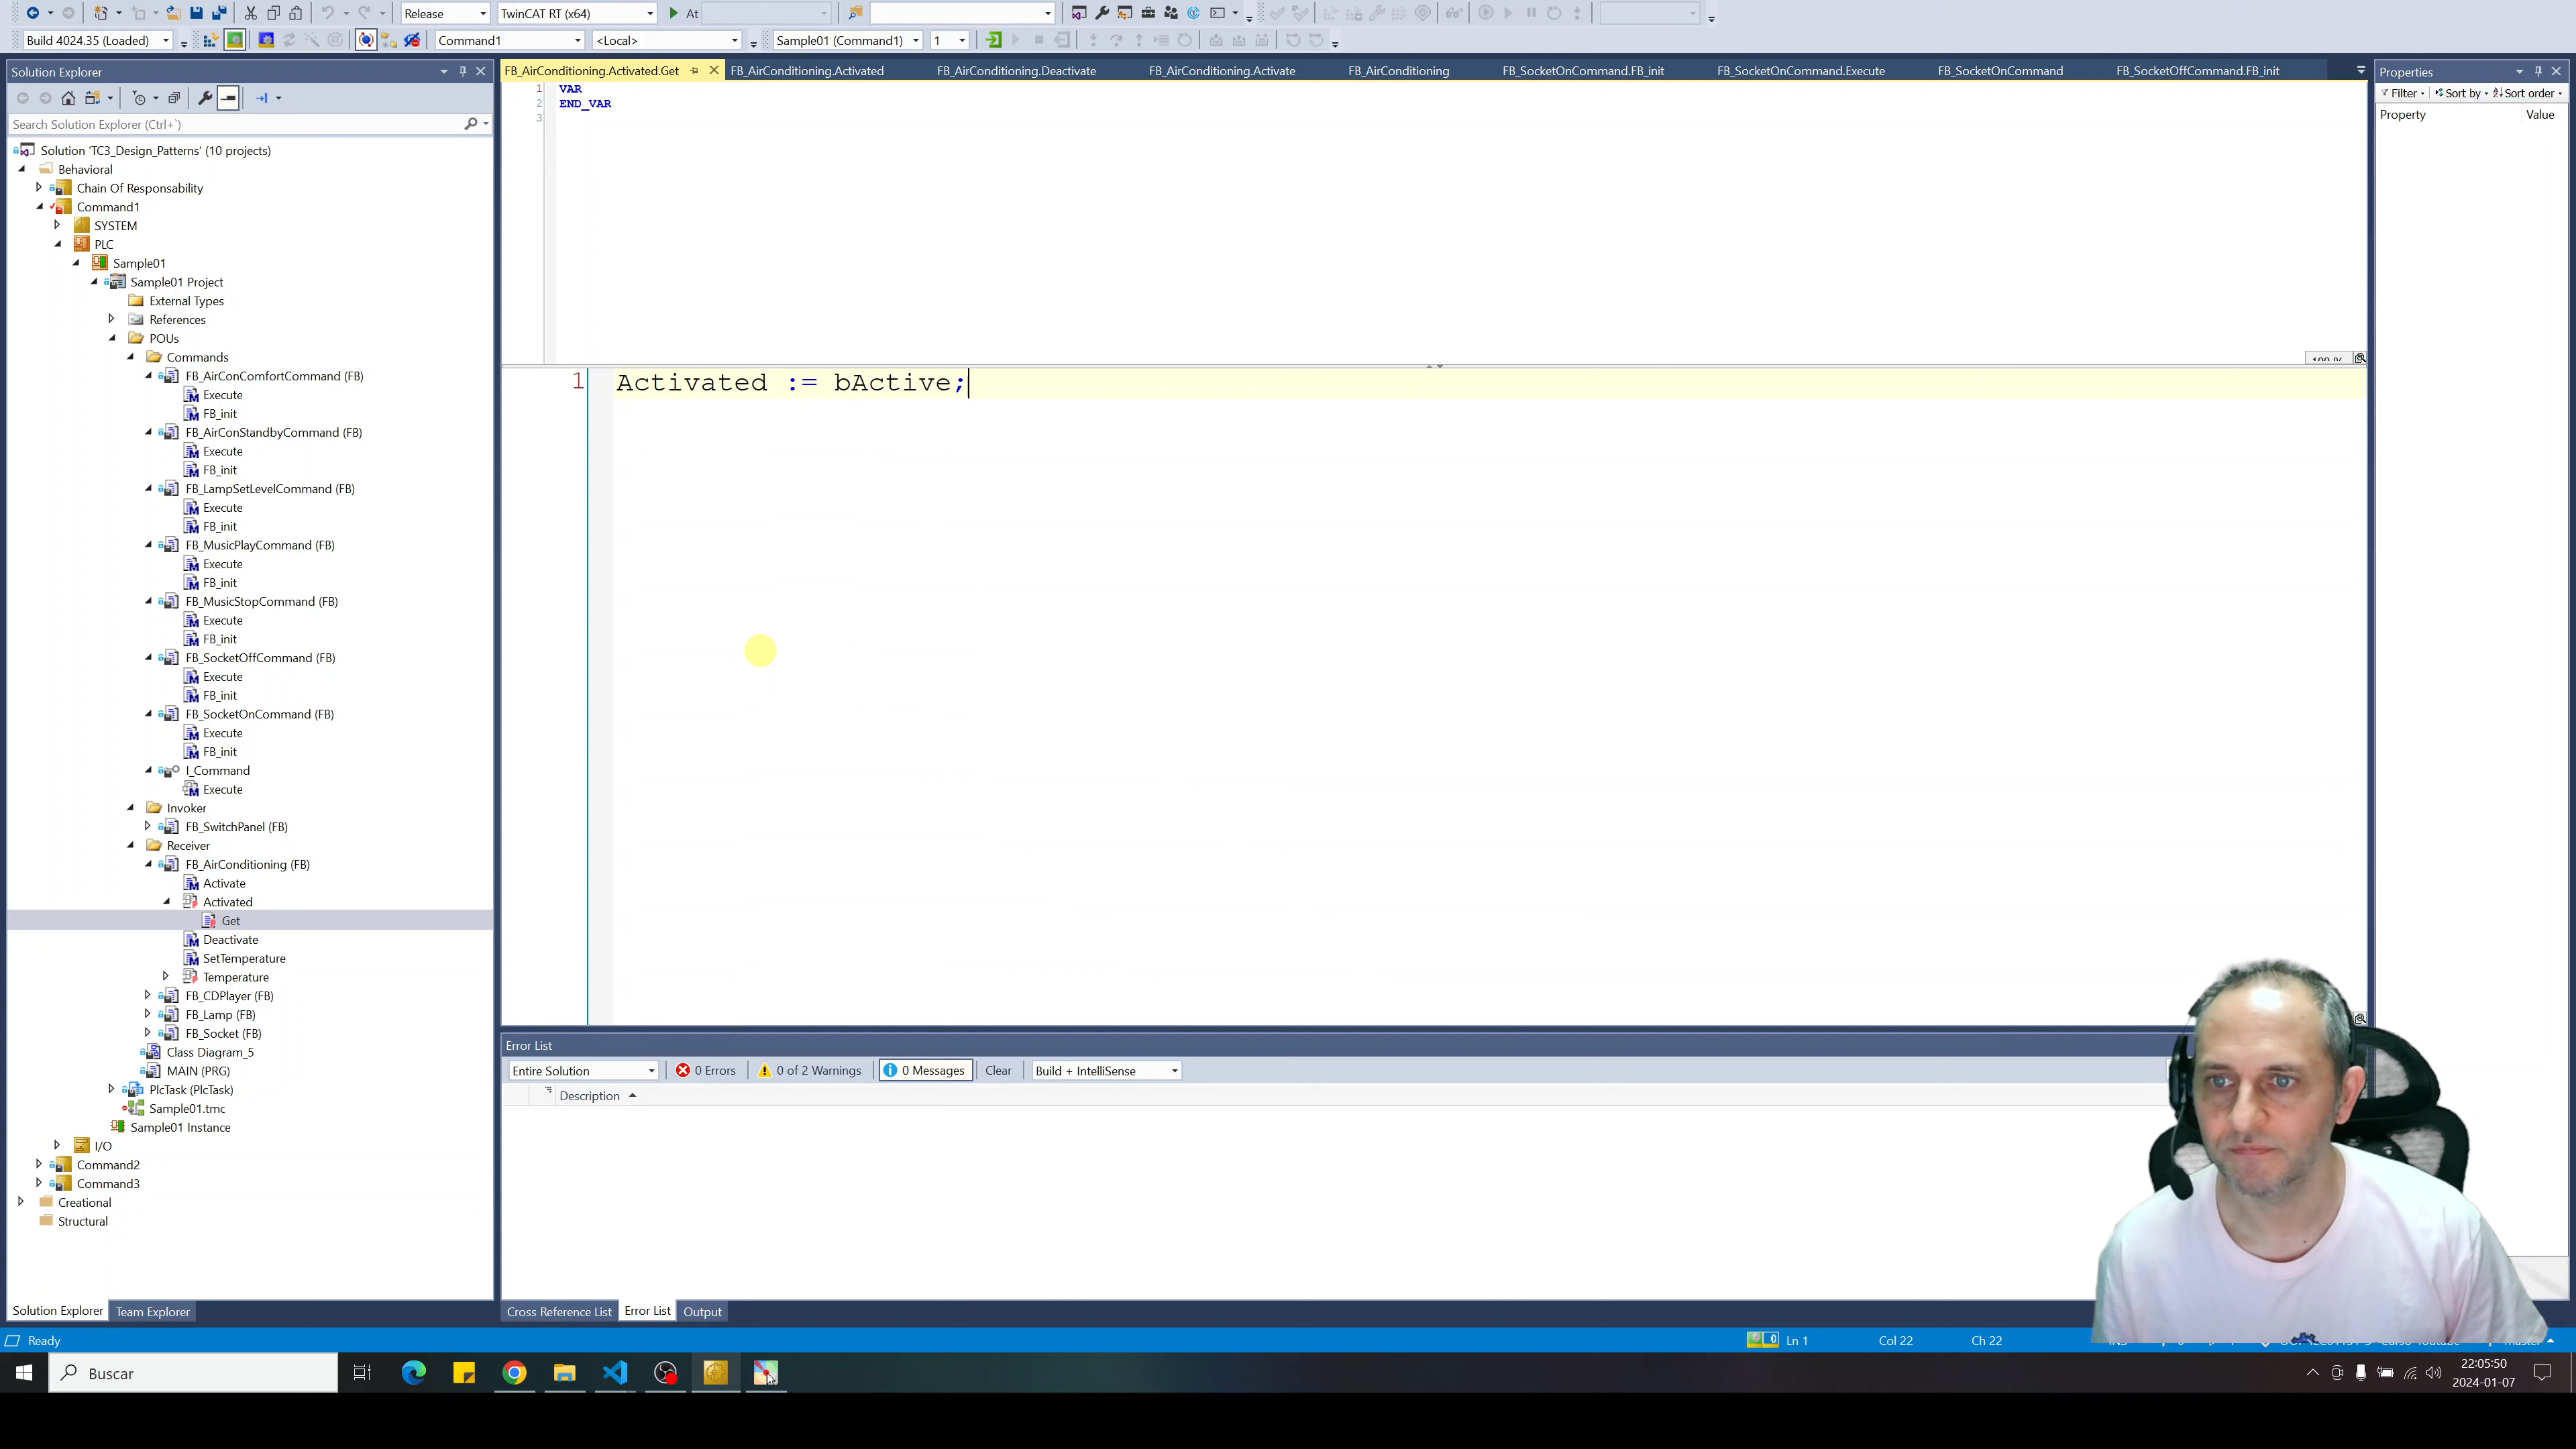 Release
TwinCAT RT (x64)
At
Build 4024.35 (Loaded)
Command1
<Local>
Sample01 (Command1)
1
Solution Explorer
Search Solution Explorer (Ctrl+`)
Solution 'TC3_Design_Patterns' (10 projects)
Behavioral
Chain Of Responsability
Command1
SYSTEM
PLC
Sample01
Sample01 Project
External Types
References
POUs
Commands
FB_AirConComfortCommand (FB)
Execute
FB_init
FB_AirConStandbyCommand (FB)
Execute
FB_init
FB_LampSetLevelCommand (FB)
Execute
FB_init
FB_MusicPlayCommand (FB)
Execute
FB_init
FB_MusicStopCommand (FB)
Execute
FB_init
FB_SocketOffCommand (FB)
Execute
FB_init
FB_SocketOnCommand (FB)
Execute
FB_init
I_Command
Execute
Invoker
FB_SwitchPanel (FB)
Receiver
FB_AirConditioning (FB)
Activate
Activated
Get
Deactivate
SetTemperature
Temperature
FB_CDPlayer (FB)
FB_Lamp (FB)
FB_Socket (FB)
Class Diagram_5
MAIN (PRG)
PlcTask (PlcTask)
Sample01.tmc
Sample01 Instance
I/O
Command2
Command3
Creational
Structural
Solution Explorer Team Explorer
FB_AirConditioning.Activated.Get FB_AirConditioning.Activated FB_AirConditioning.Deactivate FB_AirConditioning.Activate FB_AirConditioning FB_SocketOnCommand.FB_init FB_SocketOnCommand.Execute FB_SocketOnCommand FB_SocketOffCommand.FB_init
1 VAR
2 END_VAR
3
1 Activated := bActive;
Error List
Entire Solution 0 Errors 0 of 2 Warnings 0 Messages Clear Build + IntelliSense
Description
Cross Reference List Error List Output
Properties
Filter Sort by Sort order
Property Value
Ready
0 Ln 1 Col 22 Ch 22
Buscar
22:05:50
2024-01-07